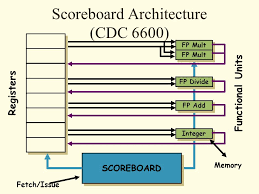 Scoreboard Architecture
(CDC 6600)
FP Mult
FP Mult
FP Divide
FP Add
Integer
Registers
Functional Units
SCOREBOARD
Memory
Fetch/Issue